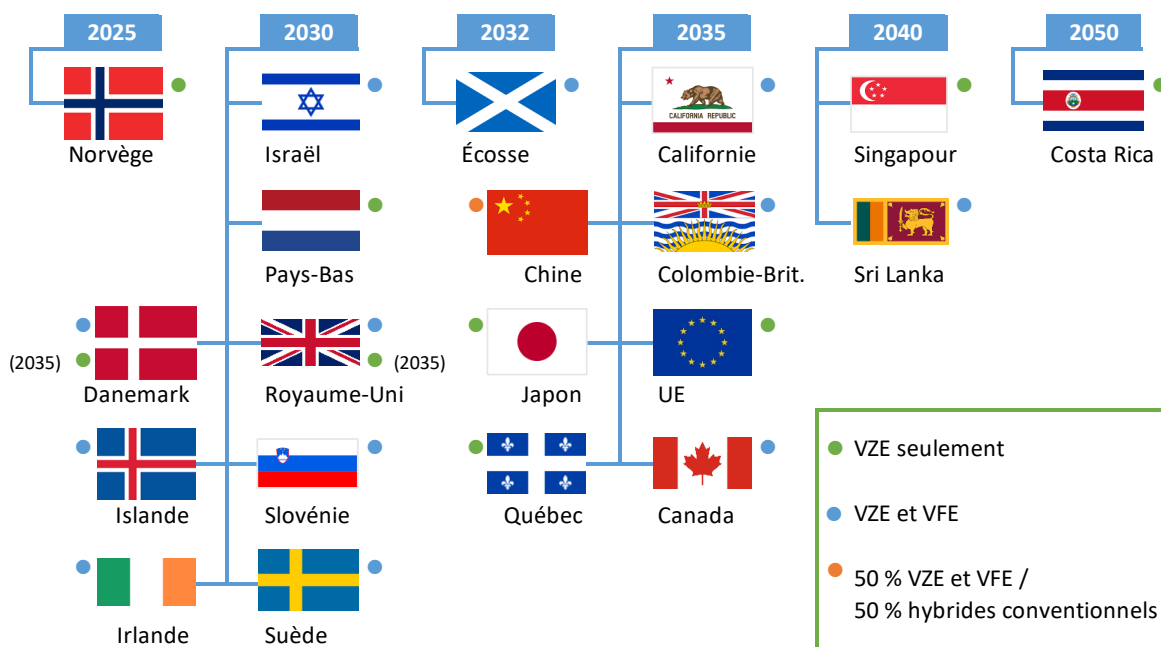 2025
2030
2032
2035
2040
2050
CALIFORNIA REPUBLIC
Norvège
Israël
Écosse
Californie
Singapour
Costa Rica
Pays-Bas
Chine
Colombie-Brit.
Sri Lanka
(2035)
(2035)
Danemark
Royaume-Uni
Japon
UE
Islande
Slovénie
Québec
Canada
Irlande
Suède
VZE seulement
VZE et VFE
50 % VZE et VFE /
50 % hybrides conventionnels